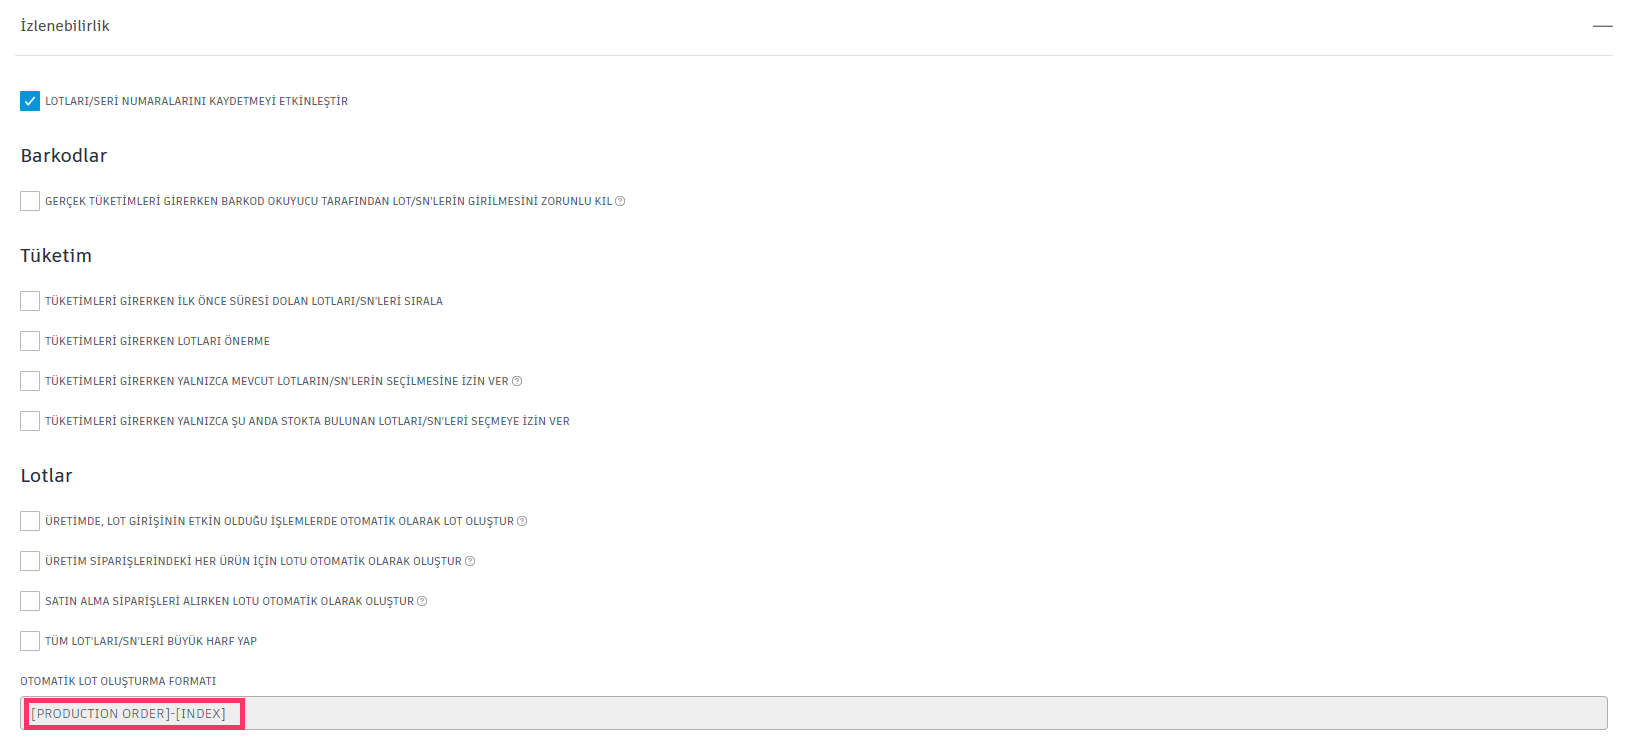 İzlenebilirlik
LOTLARI/SERİ NUMARALARINI KAYDETMEYİ ETKİNLEŞTİR
Barkodlar
GERÇEK TÜKETİMLERİ GİRERKEN BARKOD OKUYUCU TARAFINDAN LOT/SN'LERİN GİRİLMESİNİ ZORUNLU KIL
Tüketim
TÜKETİMLERİ GİRERKEN İLK ÖNCE SÜRESİ DOLAN LOTLARI/SN'LERİ SIRALA
TÜKETİMLERİ GİRERKEN LOTLARI ÖNERME
TÜKETİMLERİ GİRERKEN YALNIZCA MEVCUT LOTLARIN/SN'LERİN SEÇİLMESİNE İZİN VER
TÜKETİMLERİ GİRERKEN YALNIZCA ŞU ANDA STOKTA BULUNAN LOTLARI/SN'LERİ SEÇMEYE İZİN VER
Lotlar
ÜRETİMDE, LOT GİRİŞİNİN ETKİN OLDUĞU İŞLEMLERDE OTOMATİK OLARAK LOT OLUŞTUR
ÜRETİM SİPARİŞLERİNDEKİ HER ÜRÜN İÇİN LOTU OTOMATİK OLARAK OLUŞTUR
SATIN ALMA SİPARİŞLERİ ALIRKEN LOTU OTOMATİK OLARAK OLUŞTUR
TÜM LOT'LARI/SN'LERİ BÜYÜK HARF YAP
OTOMATİK LOT OLUŞTURMA FORMATI
[PRODUCTION ORDER]-[INDEX]